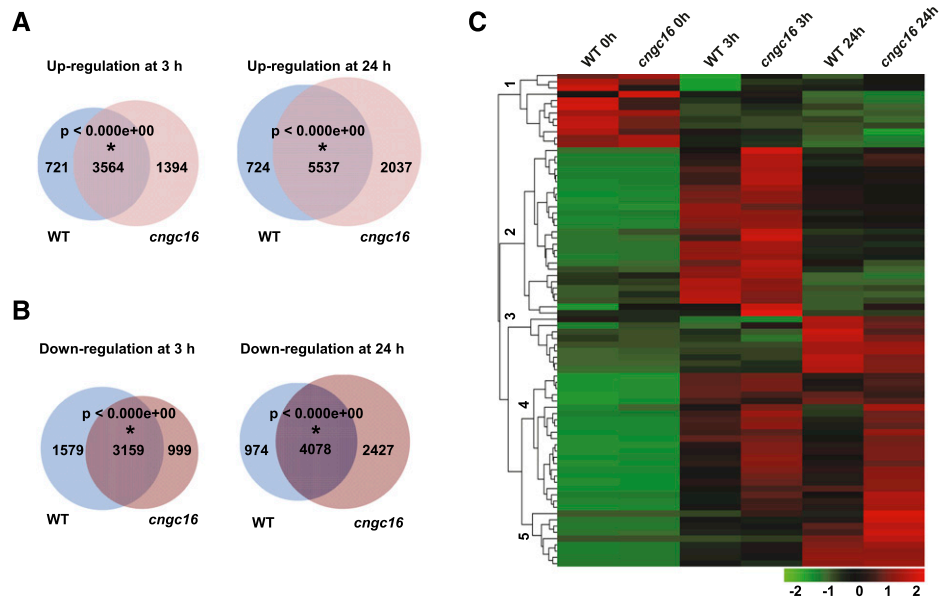 A
Up-regulation at 3 h
p < 0.000e+00
*
721
3564
1394
WT
cngc16
Up-regulation at 24 h
p < 0.000e+00
*
724
5537
2037
WT
cngc16
B
Down-regulation at 3 h
p < 0.000e+00
*
1579
3159
999
WT
cngc16
Down-regulation at 24 h
p < 0.000e+00
*
974
4078
2427
WT
cngc16
C
WT 0h
cngc16 0h
WT 3h
cngc16 3h
WT 24h
cngc16 24h
1
2
3
4
5
-2 -1 0 1 2